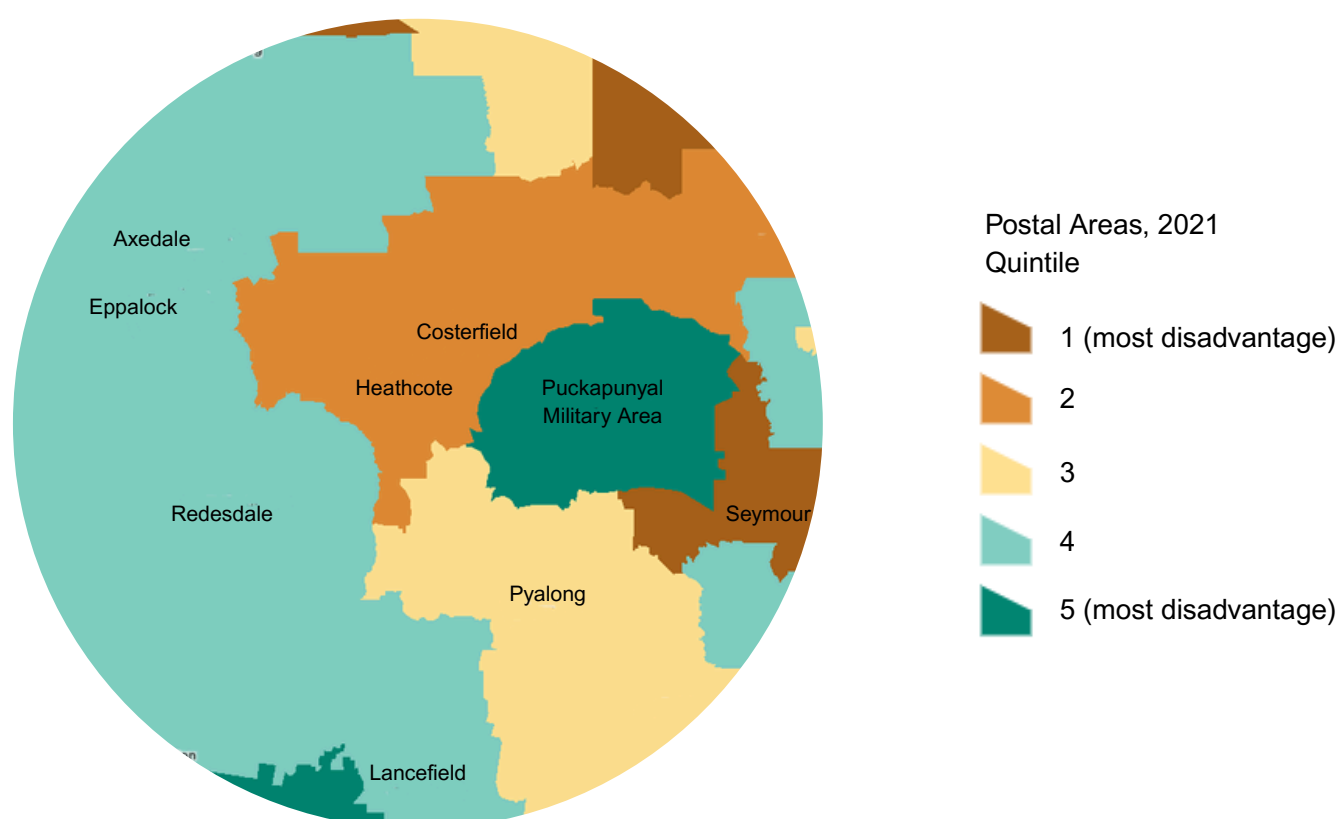 Axedale
Eppalock
Costerfield
Heathcote
Puckapunyal
Military Area
Redesdale
Seymour
Pyalong
Lancefield
Postal Areas, 2021
Quintile
1 (most disadvantage)
2
3
4
5 (most disadvantage)